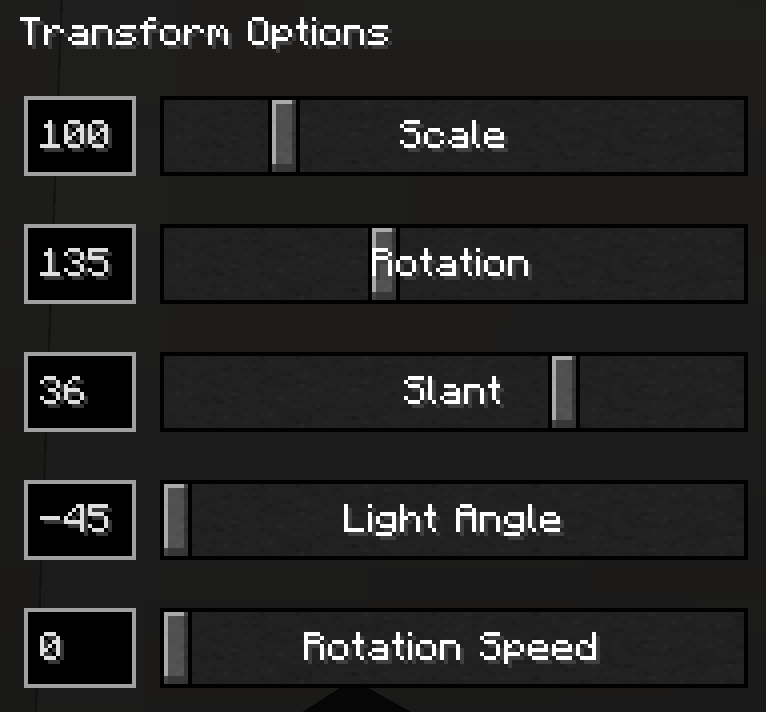 Transform Options
100 Scale
135 Rotation
36 Slant
-45 Light Angle
0 Rotation Speed